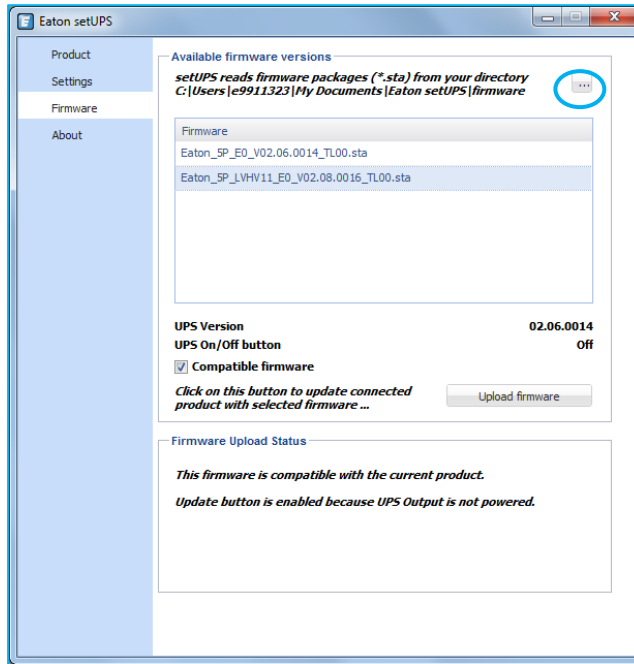 Eaton setUPS
Product
Settings
Firmware
About
Available firmware versions
setUPS reads firmware packages (*.sta) from your directory
C:|Users|e9911323|My Documents|Eaton setUPS|firmware
...
Firmware
Eaton_5P_E0_V02.06.0014_TL00.sta
Eaton_5P_LVHV11_E0_V02.08.0016_TL00.sta
UPS Version 02.06.0014
UPS On/Off button Off
Compatible firmware
Click on this button to update connected
product with selected firmware ...
Upload firmware
Firmware Upload Status
This firmware is compatible with the current product.
Update button is enabled because UPS Output is not powered.